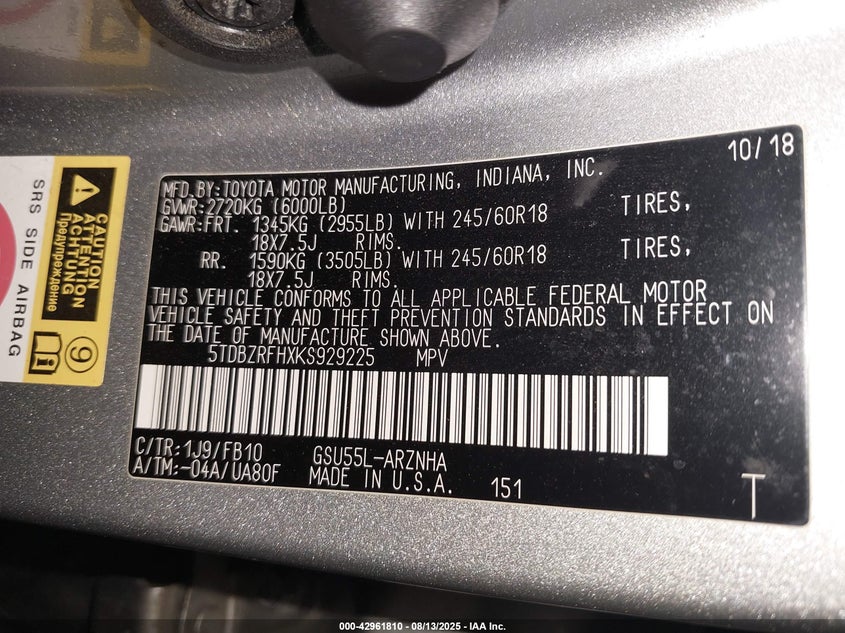 10/18
MFD. BY: TOYOTA MOTOR MANUFACTURING, INDIANA, INC.
GVWR: 2720KG (6000LB)
GAWR: FRT. 1345KG (2955LB) WITH 245/60R18 TIRES,
18X7.5J RIMS.
RR. 1590KG (3505LB) WITH 245/60R18 TIRES,
18X7.5J RIMS.
THIS VEHICLE CONFORMS TO ALL APPLICABLE FEDERAL MOTOR
VEHICLE SAFETY AND THEFT PREVENTION STANDARDS IN EFFECT ON
THE DATE OF MANUFACTURE SHOWN ABOVE.
5TDBZRFHXKS929225 MPV
C/TR: 1J9/FB10 GSU55L-ARZNHA
A/TM: -04A/UA80F MADE IN U.S.A. 151 T
SRS SIDE AIRBAG
CAUTION
ATTENTION
ACHTUNG
Предупреждение
9
000-42961810 - 08/13/2025 - IAA Inc.